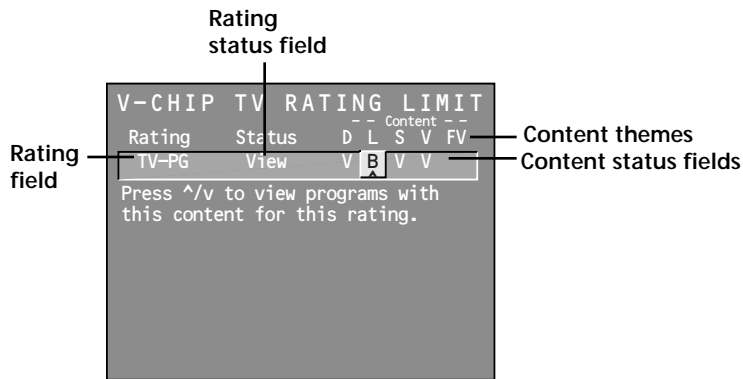 Rating
status field
V-CHIP TV RATING LIMIT
-- Content --
Rating Status D L S V FV
Content themes
Rating
field
TV-PG View V B V V
Content status fields
Press ^/v to view programs with
this content for this rating.